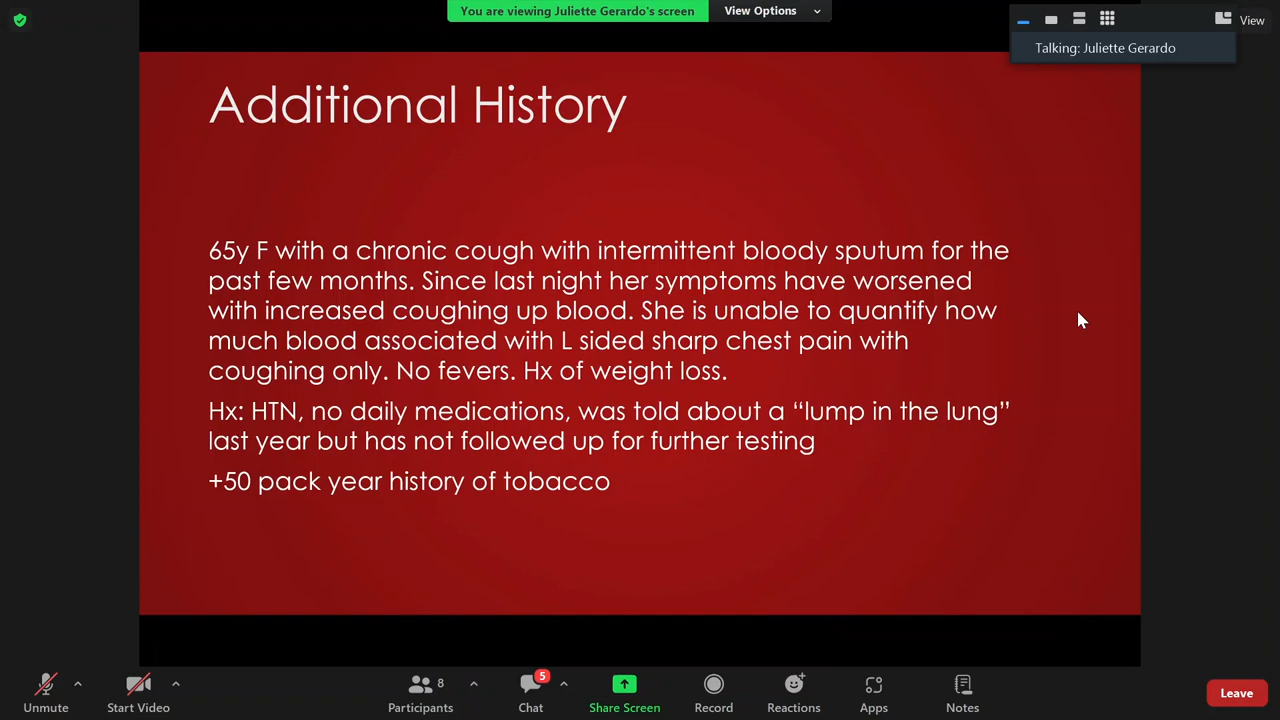 You are viewing Juliette Gerardo's screen
View Options
View
Talking: Juliette Gerardo
Additional History
65y F with a chronic cough with intermittent bloody sputum for the
past few months. Since last night her symptoms have worsened
with increased coughing up blood. She is unable to quantify how
much blood associated with L sided sharp chest pain with
coughing only. No fevers. Hx of weight loss.
Hx: HTN, no daily medications, was told about a “lump in the lung”
last year but has not followed up for further testing
+50 pack year history of tobacco
8
5
Unmute
Start Video
Participants
Chat
Share Screen
Record
Reactions
Apps
Notes
Leave